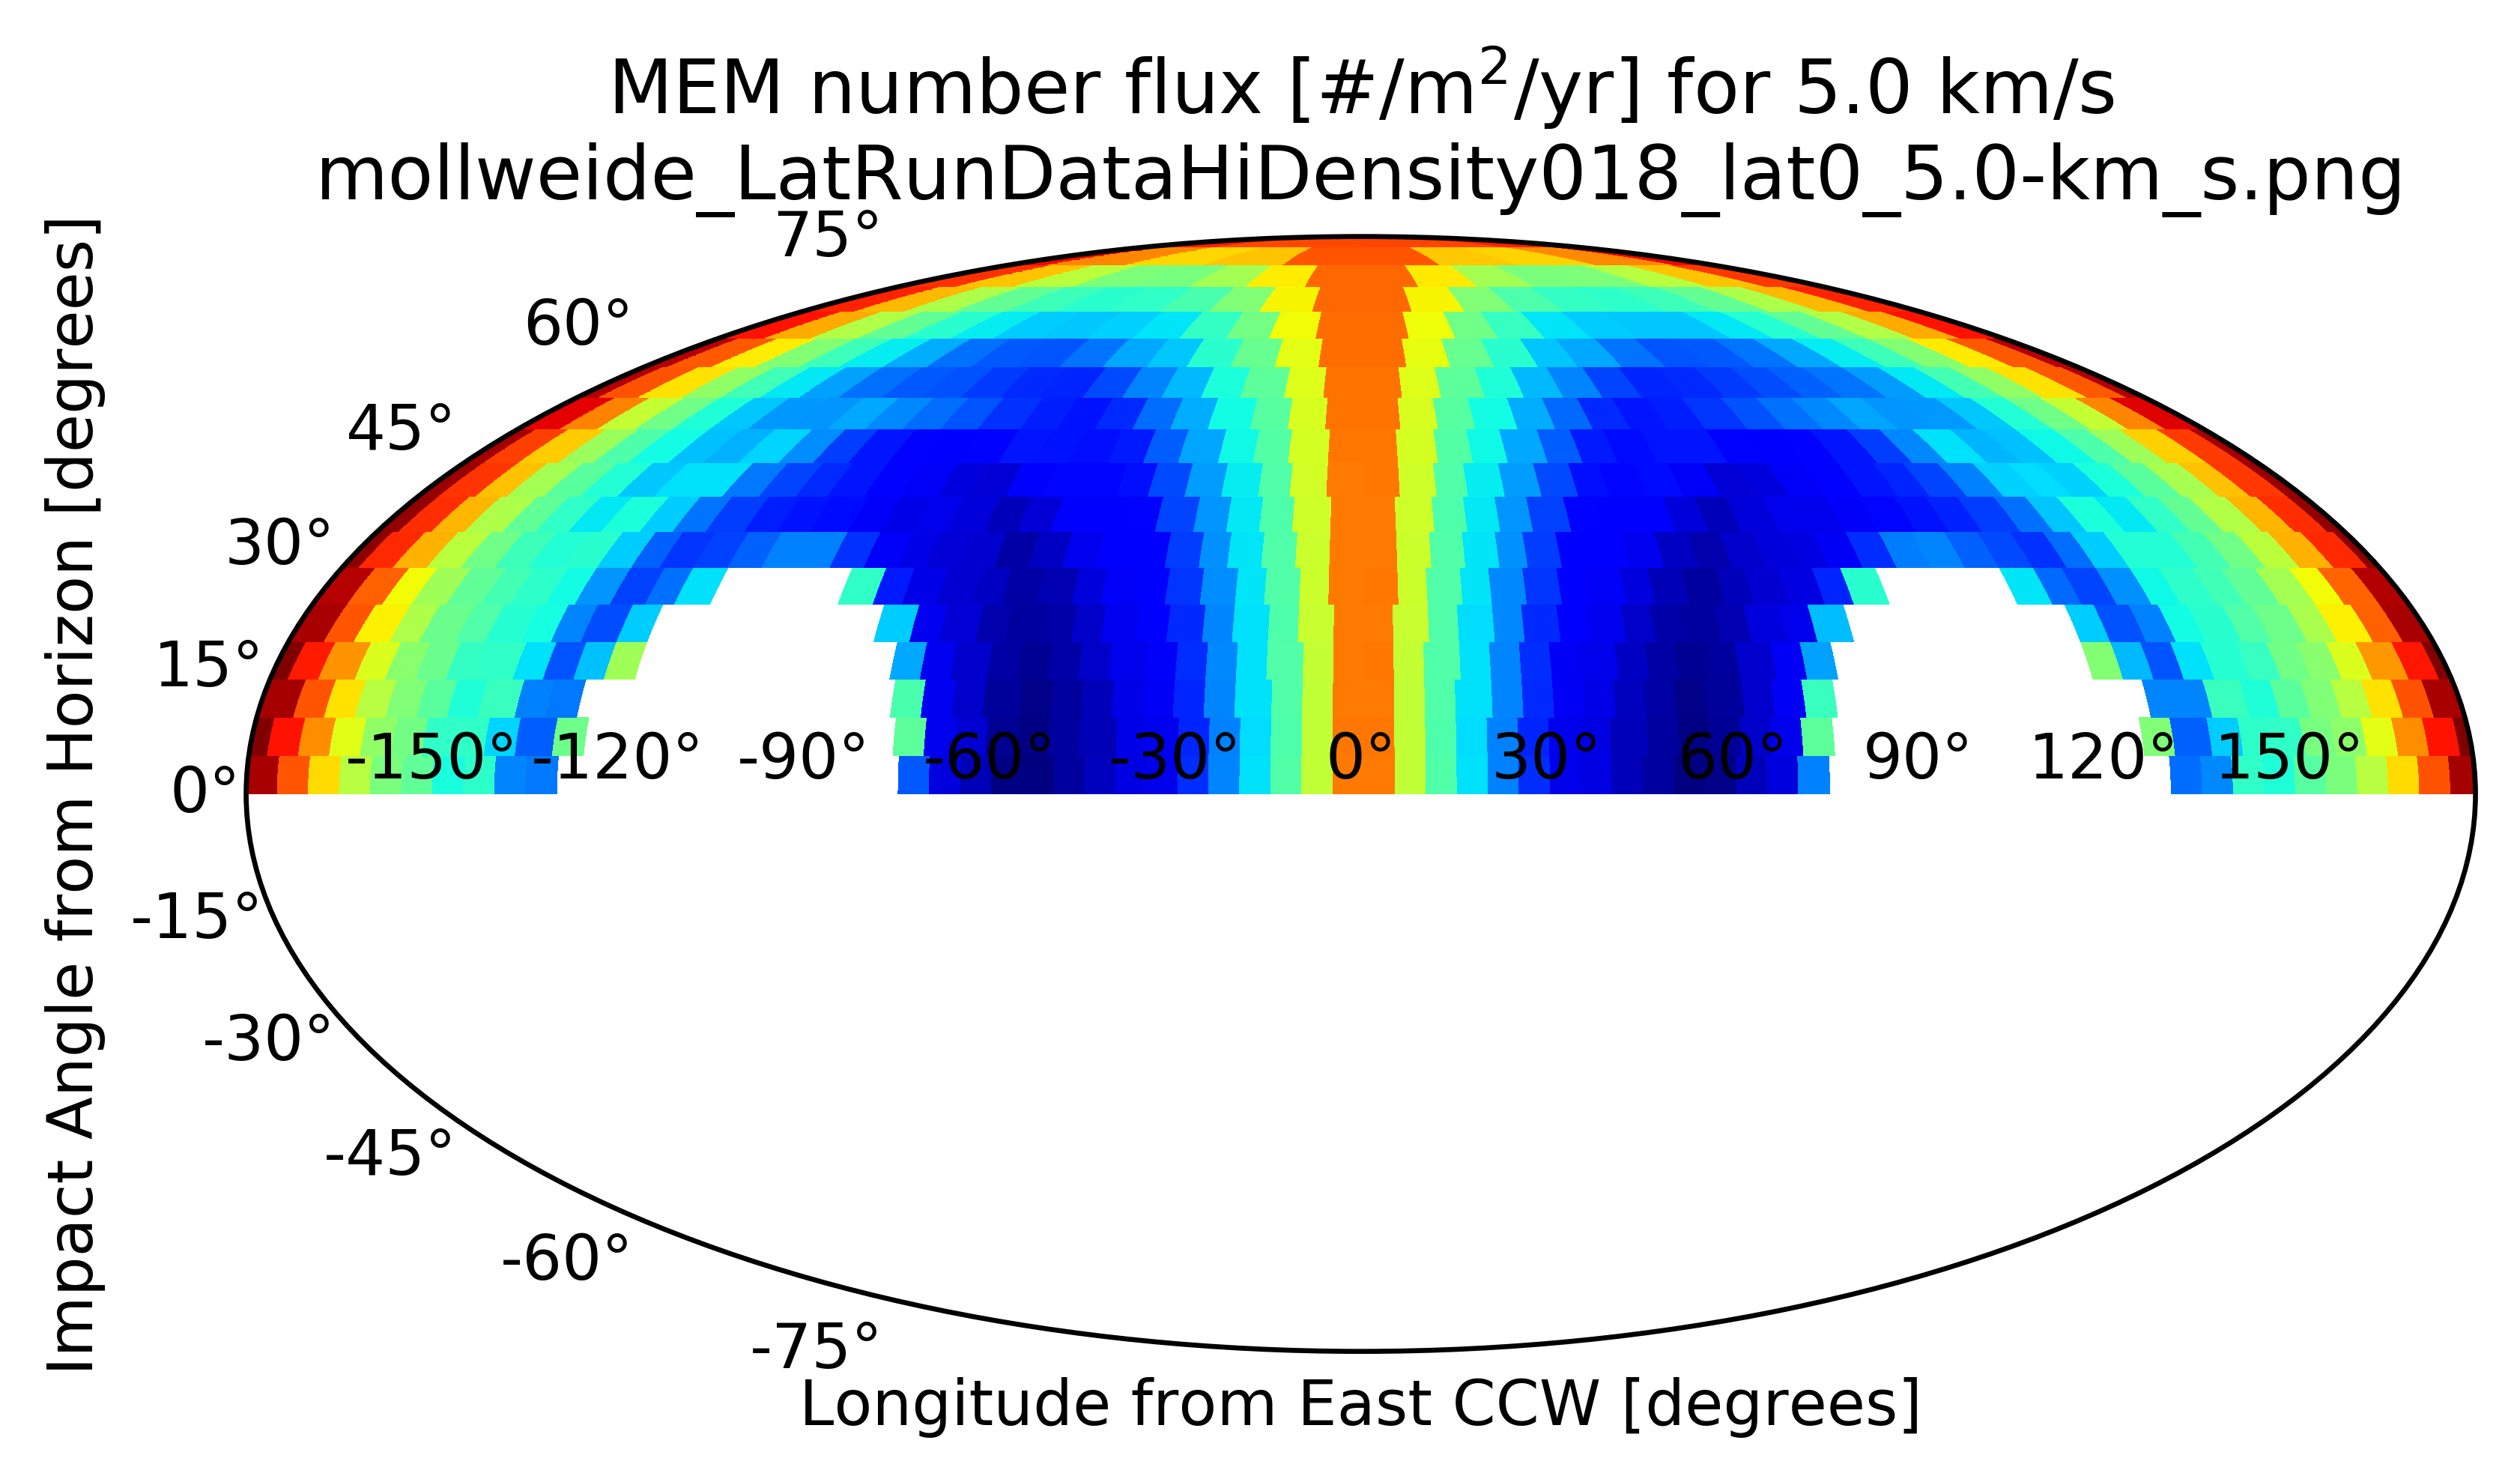 MEM number flux [#/m²/yr] for 5.0 km/s
mollweide_LatRunDataHiDensity018_lat0_5.0-km_s.png
75°
60°
45°
30°
15°
0°
-15°
-30°
-45°
-60°
-75°
-150° -120° -90° -60° -30° 0° 30° 60° 90° 120° 150°
Impact Angle from Horizon [degrees]
Longitude from East CCW [degrees]